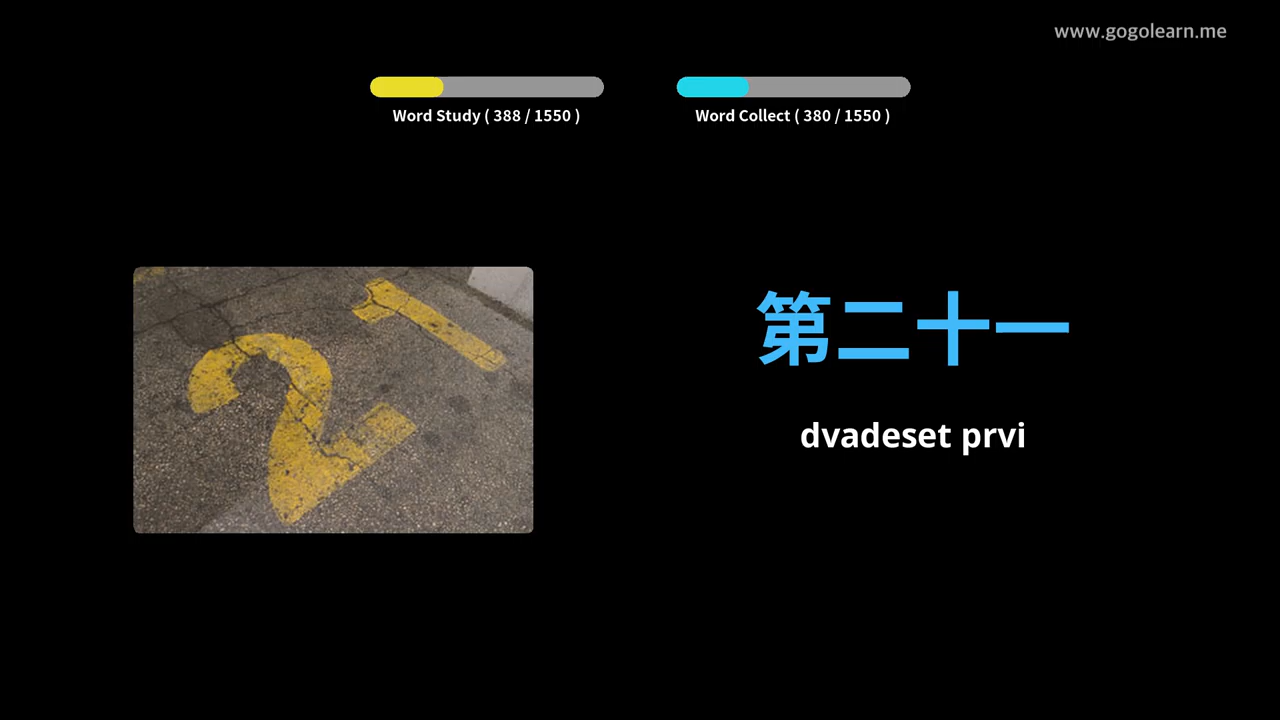 www.gogolearn.me
Word Study ( 388 / 1550 )
Word Collect ( 380 / 1550 )
21
第二十一
dvadeset prvi